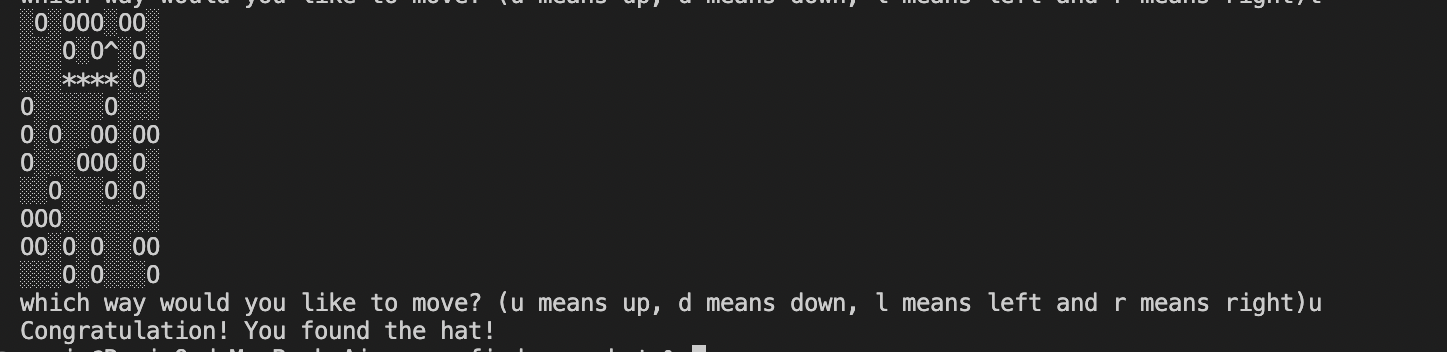 which way would you like to move? (u means up, d means down, l means left and r means right)l
░O░OOO░OO░
░░░O░O^░O░
░░░****░O░
O░░░░░O░░░
O░O░░OO░OO
O░░░OOO░O░
░░O░░░O░O░
OOO░░░░░░░
OO░O░O░░OO
░░░O░O░░░O
which way would you like to move? (u means up, d means down, l means left and r means right)u
Congratulation! You found the hat!